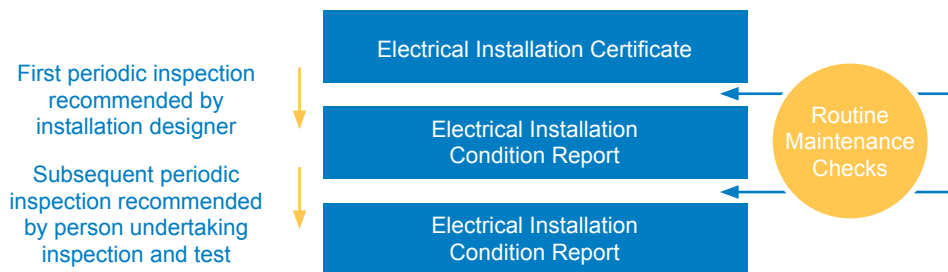 Electrical Installation Certificate
First periodic inspection
recommended by
installation designer
Electrical Installation
Condition Report
Routine
Maintenance
Checks
Subsequent periodic
inspection recommended
by person undertaking
inspection and test
Electrical Installation
Condition Report